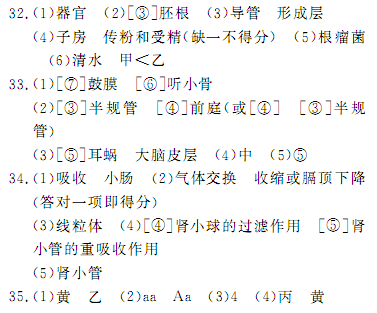 32.(1)器官 (2)[③]胚根 (3)导管 形成层
(4)子房 传粉和受精(缺一不得分) (5)根瘤菌
(6)清水 甲<乙
33.(1)[⑦]鼓膜 [⑥]听小骨
(2)[③]半规管 [④]前庭(或[④] [③]半规
管)
(3)[⑤]耳蜗 大脑皮层 (4)中 (5)⑤
34.(1)吸收 小肠 (2)气体交换 收缩或膈顶下降
(答对一项即得分)
(3)线粒体 (4)[④]肾小球的过滤作用 [⑤]肾
小管的重吸收作用
(5)肾小管
35.(1)黄 乙 (2)aa Aa (3)4 (4)丙 黄